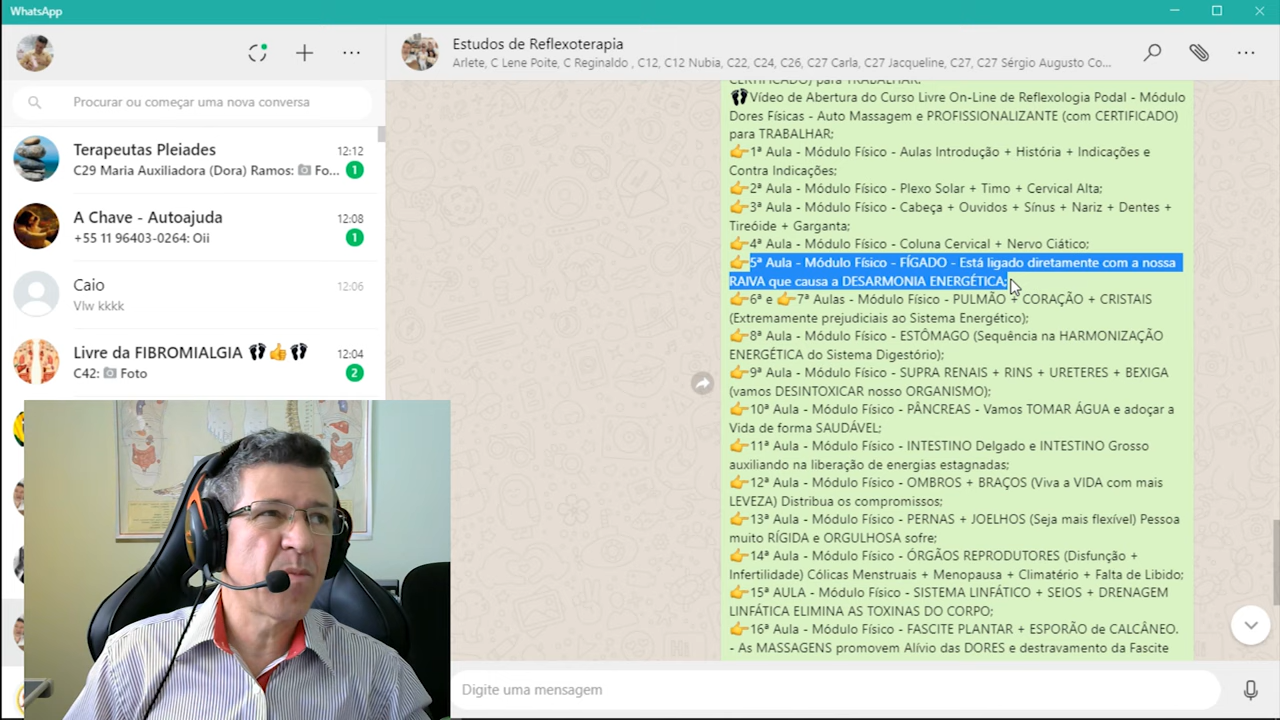 WhatsApp
Procurar ou começar uma nova conversa
Terapeutas Pleiades
12:12
C29 Maria Auxiliadora (Dora) Ramos: Fo...
1
A Chave - Autoajuda
12:08
+55 11 96403-0264: Oii
1
Caio
12:06
Vlw kkkk
Livre da FIBROMIALGIA 👣👍👣
12:04
C42: Foto
2
Estudos de Reflexoterapia
Arlete, C Lene Poite, C Reginaldo , C12, C12 Nubia, C22, C24, C26, C27 Carla, C27 Jacqueline, C27, C27 Sérgio Augusto Co...
CERTIFICADO) para TRABALHAR.
👣Vídeo de Abertura do Curso Livre On-Line de Reflexologia Podal - Módulo
Dores Físicas - Auto Massagem e PROFISSIONALIZANTE (com CERTIFICADO)
para TRABALHAR;
👉1ª Aula - Módulo Físico - Aulas Introdução + História + Indicações e
Contra Indicações;
👉2ª Aula - Módulo Físico - Plexo Solar + Timo + Cervical Alta;
👉3ª Aula - Módulo Físico - Cabeça + Ouvidos + Sínus + Nariz + Dentes +
Tireóide + Garganta;
👉4ª Aula - Módulo Físico - Coluna Cervical + Nervo Ciático;
👉5ª Aula - Módulo Físico - FÍGADO - Está ligado diretamente com a nossa
RAIVA que causa a DESARMONIA ENERGÉTICA;
👉6ª e 👉7ª Aulas - Módulo Físico - PULMÃO + CORAÇÃO + CRISTAIS
(Extremamente prejudiciais ao Sistema Energético);
👉8ª Aula - Módulo Físico - ESTÔMAGO (Sequência na HARMONIZAÇÃO
ENERGÉTICA do Sistema Digestório);
👉9ª Aula - Módulo Físico - SUPRA RENAIS + RINS + URETERES + BEXIGA
(vamos DESINTOXICAR nosso ORGANISMO);
👉10ª Aula - Módulo Físico - PÂNCREAS - Vamos TOMAR ÁGUA e adoçar a
Vida de forma SAUDÁVEL;
👉11ª Aula - Módulo Físico - INTESTINO Delgado e INTESTINO Grosso
auxiliando na liberação de energias estagnadas;
👉12ª Aula - Módulo Físico - OMBROS + BRAÇOS (Viva a VIDA com mais
LEVEZA) Distribua os compromissos;
👉13ª Aula - Módulo Físico - PERNAS + JOELHOS (Seja mais flexível) Pessoa
muito RÍGIDA e ORGULHOSA sofre;
👉14ª Aula - Módulo Físico - ÓRGÃOS REPRODUTORES (Disfunção +
Infertilidade) Cólicas Menstruais + Menopausa + Climatério + Falta de Libido;
👉15ª AULA - Módulo Físico - SISTEMA LINFÁTICO + SEIOS + DRENAGEM
LINFÁTICA ELIMINA AS TOXINAS DO CORPO;
👉16ª Aula - Módulo Físico - FASCITE PLANTAR + ESPORÃO de CALCÂNEO.
- As MASSAGENS promovem Alívio das DORES e destravamento da Fascite
Digite uma mensagem